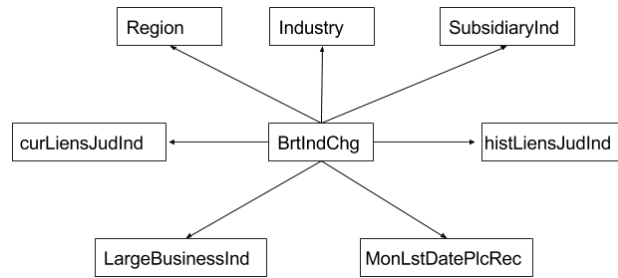 Region
Industry
SubsidiaryInd
curLiensJudInd
BrtIndChg
histLiensJudInd
LargeBusinessInd
MonLstDatePlcRec